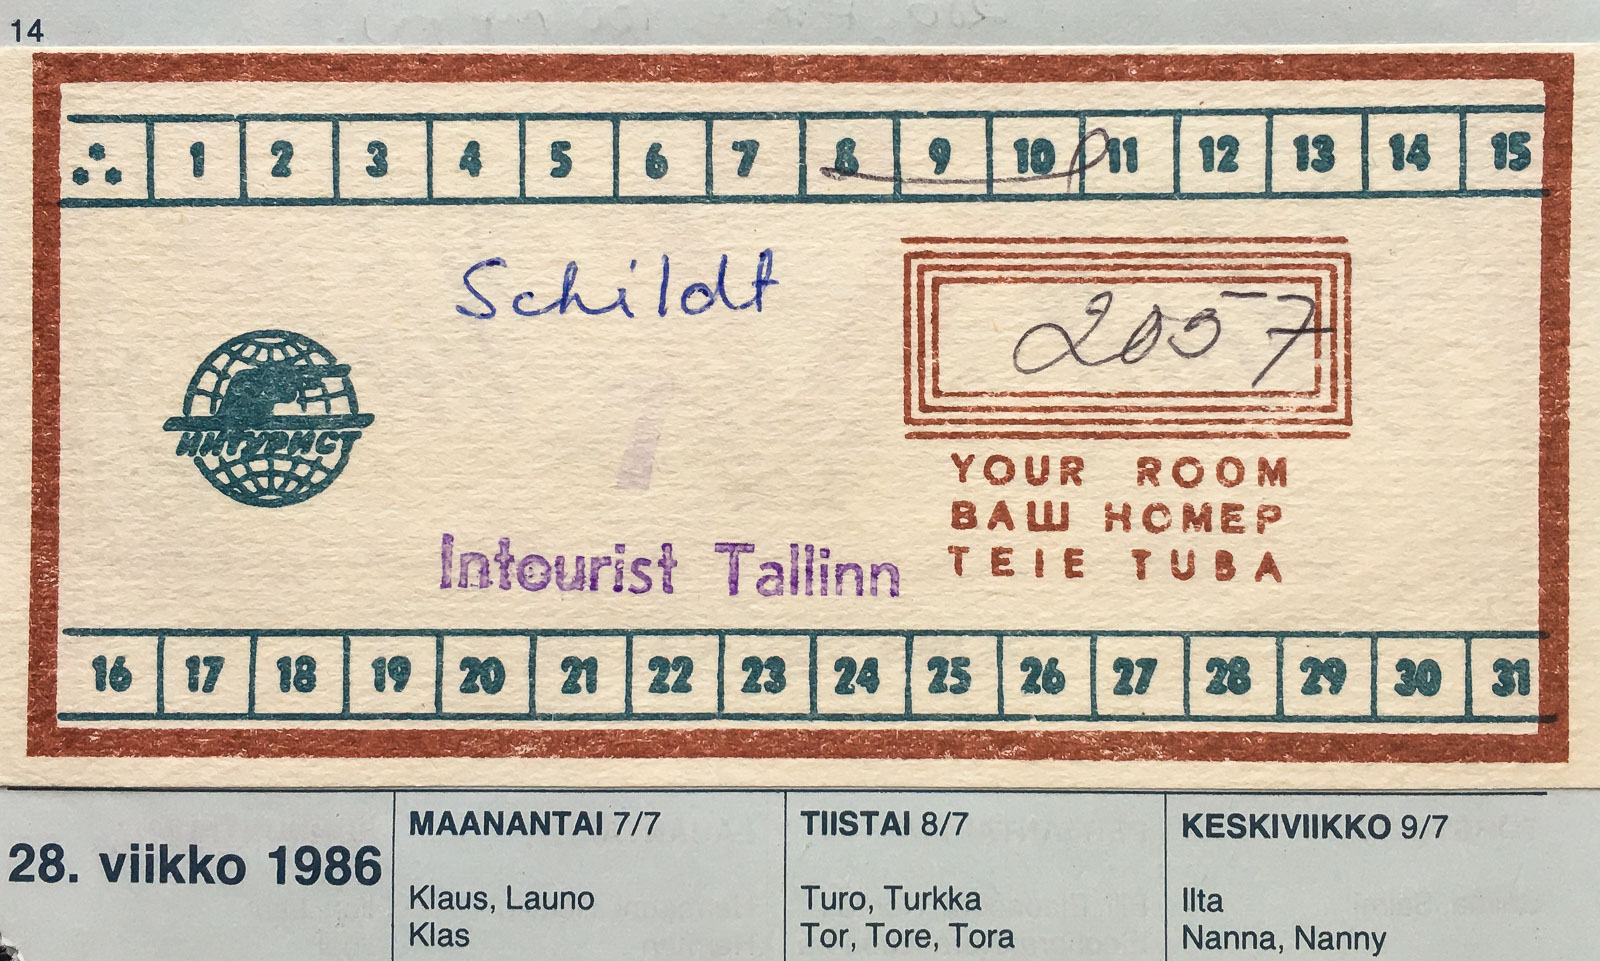 14
1 2 3 4 5 6 7 8 9 10 11 12 13 14 15
Schildt
2057
ИНТУРИСТ
YOUR ROOM
ВАШ НОМЕР
TEIE TUBA
Intourist Tallinn
16 17 18 19 20 21 22 23 24 25 26 27 28 29 30 31
28. viikko 1986
MAANANTAI 7/7
Klaus, Launo
Klas
TIISTAI 8/7
Turo, Turkka
Tor, Tore, Tora
KESKIVIIKKO 9/7
Ilta
Nanna, Nanny